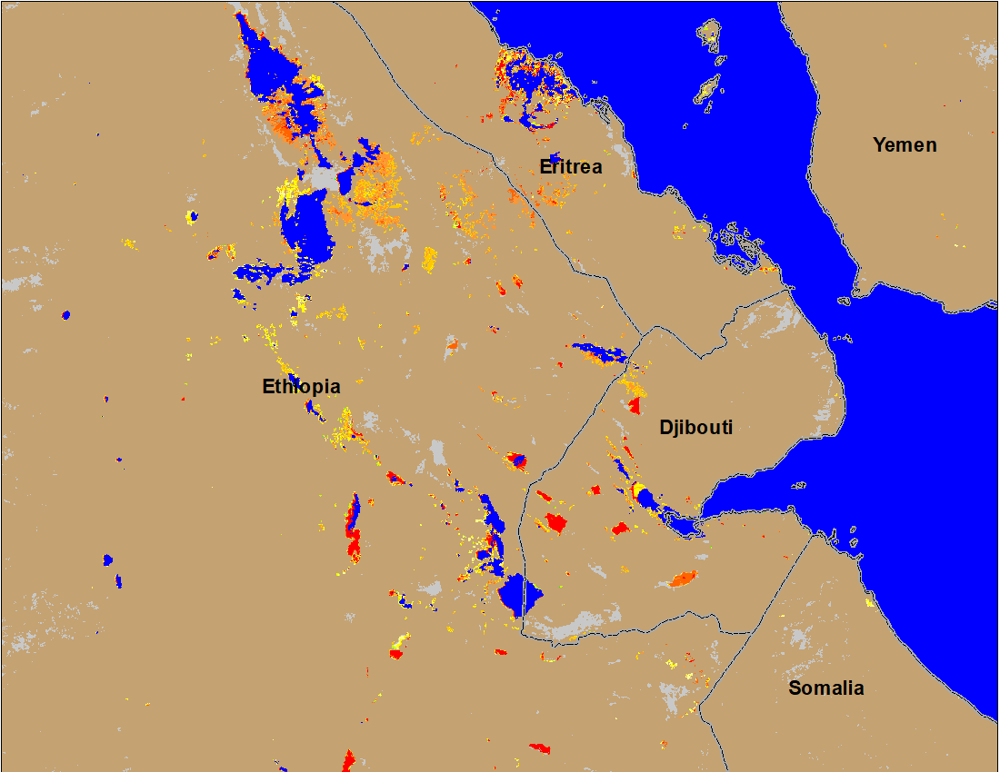 Yemen
Eritrea
Ethiopia
Djibouti
Somalia